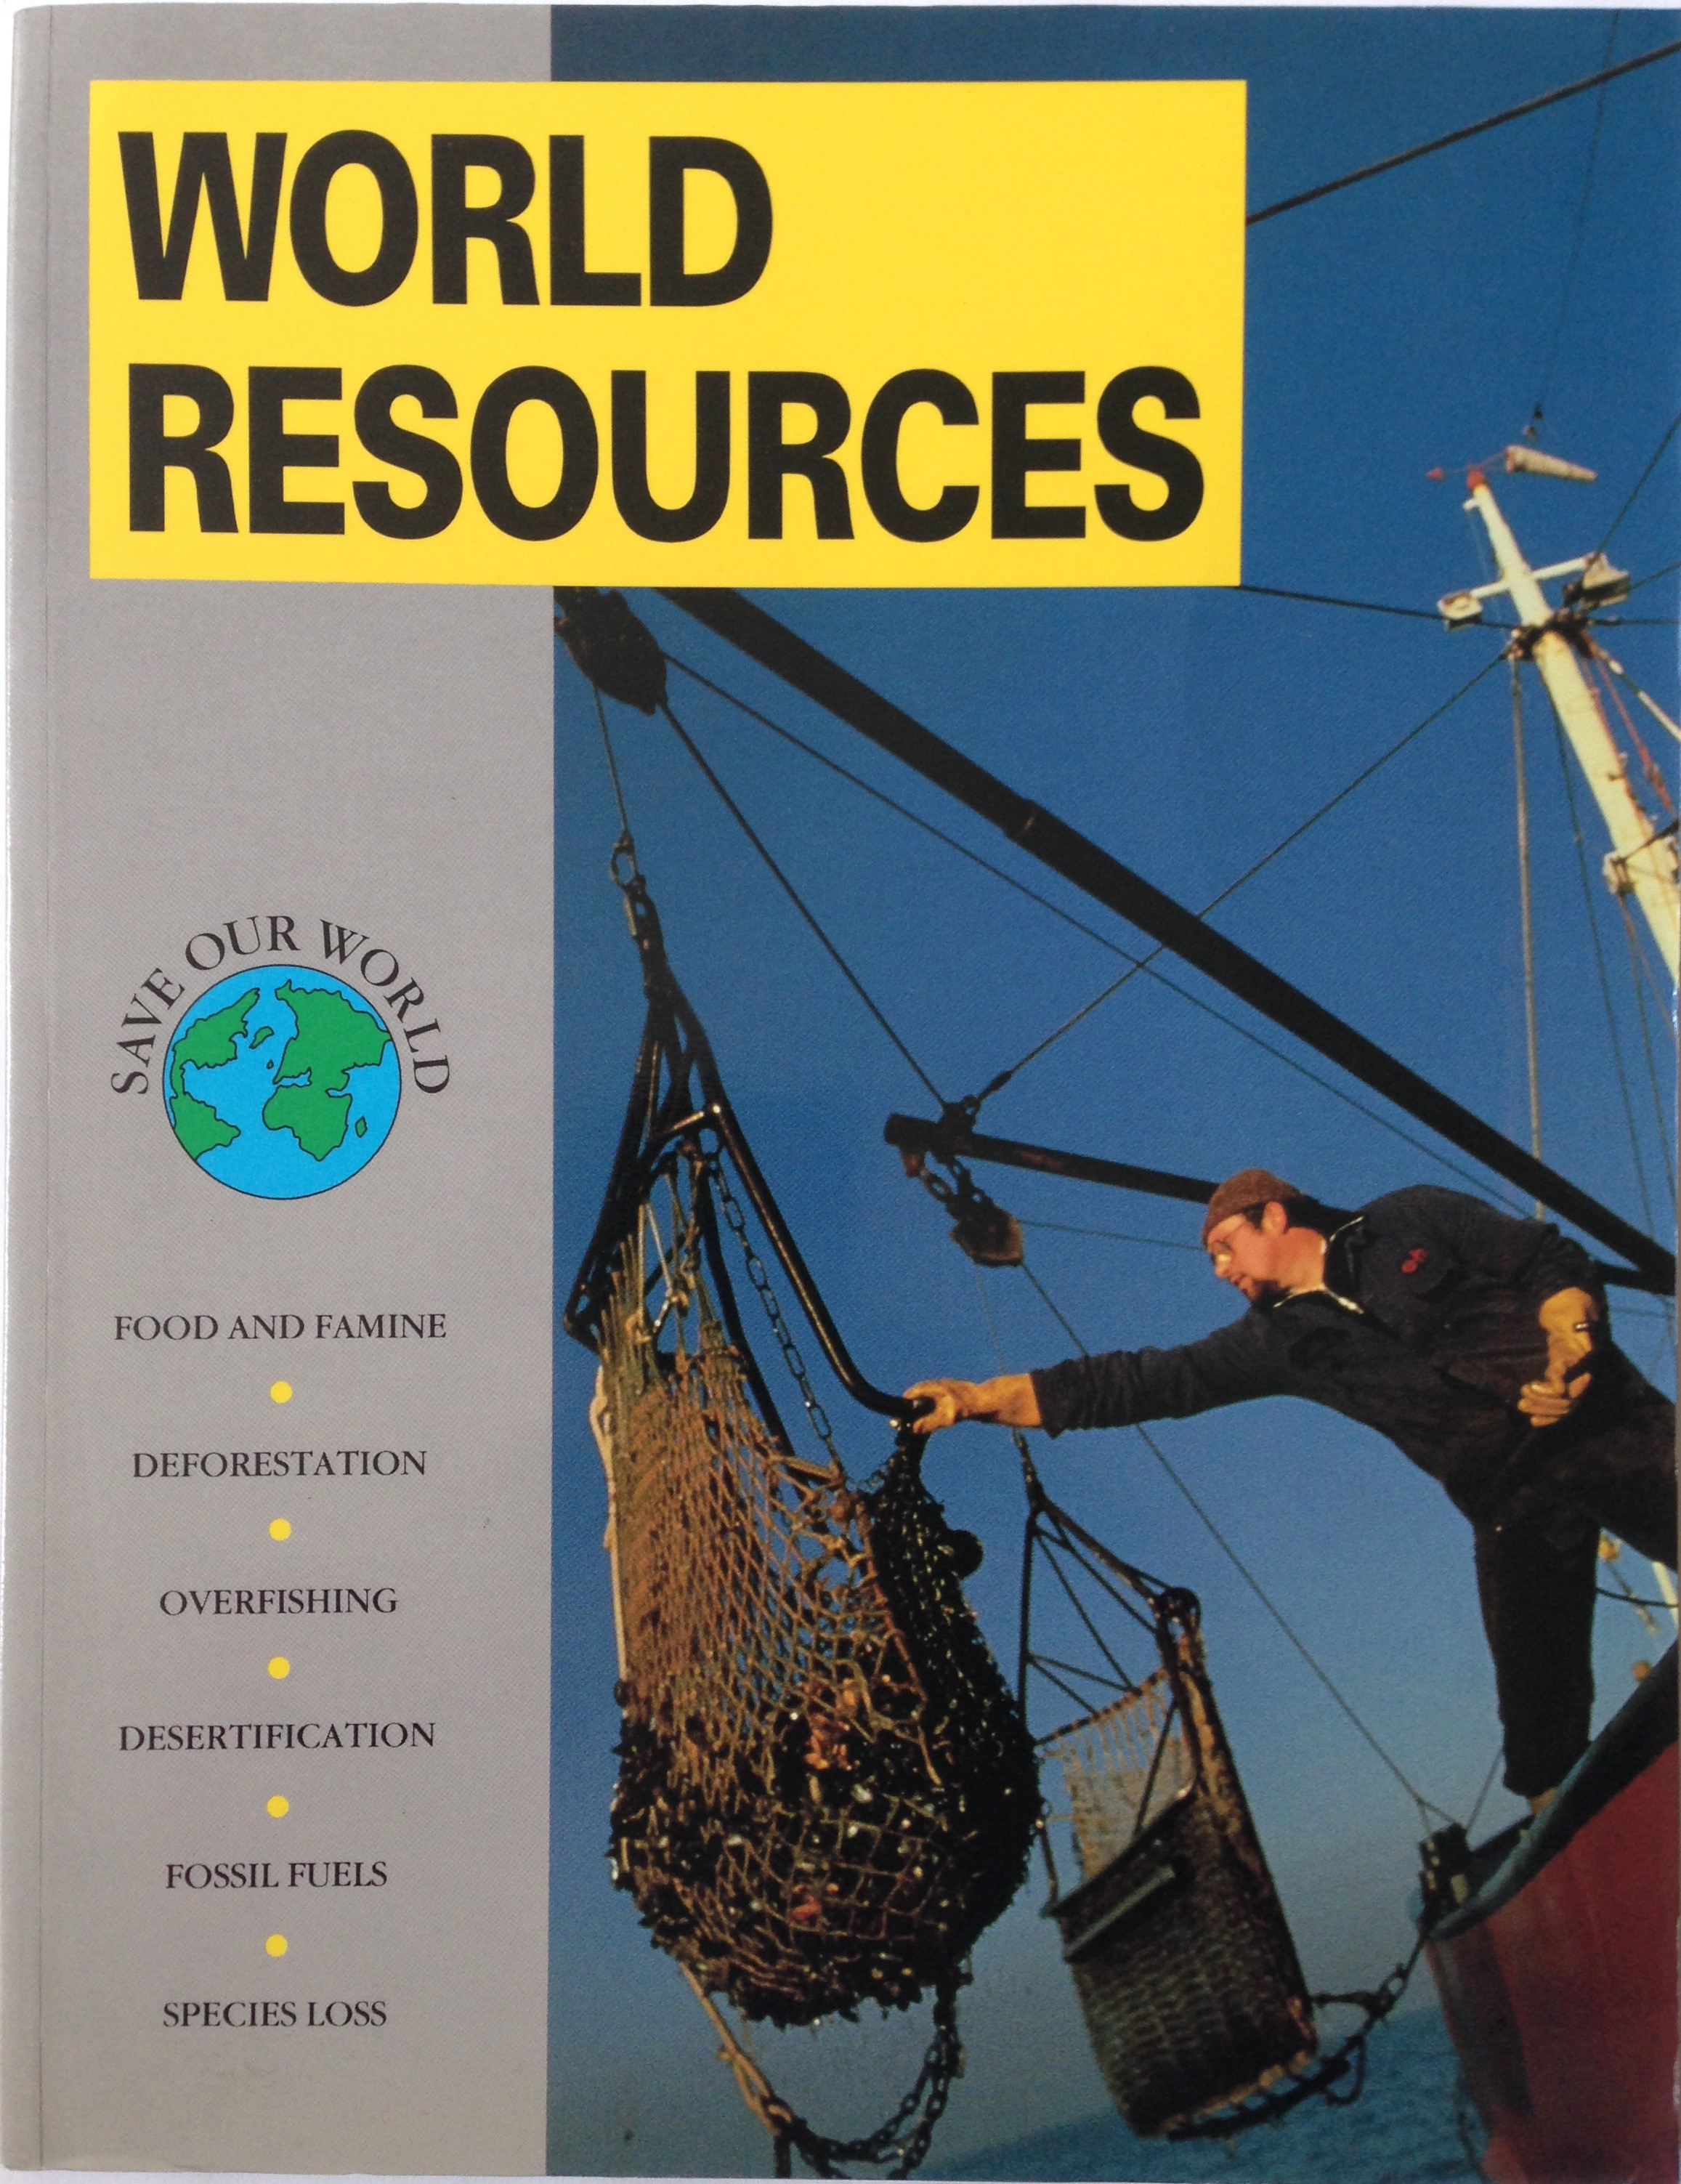 WORLD
RESOURCES
SAVE OUR WORLD
FOOD AND FAMINE
DEFORESTATION
OVERFISHING
DESERTIFICATION
FOSSIL FUELS
SPECIES LOSS